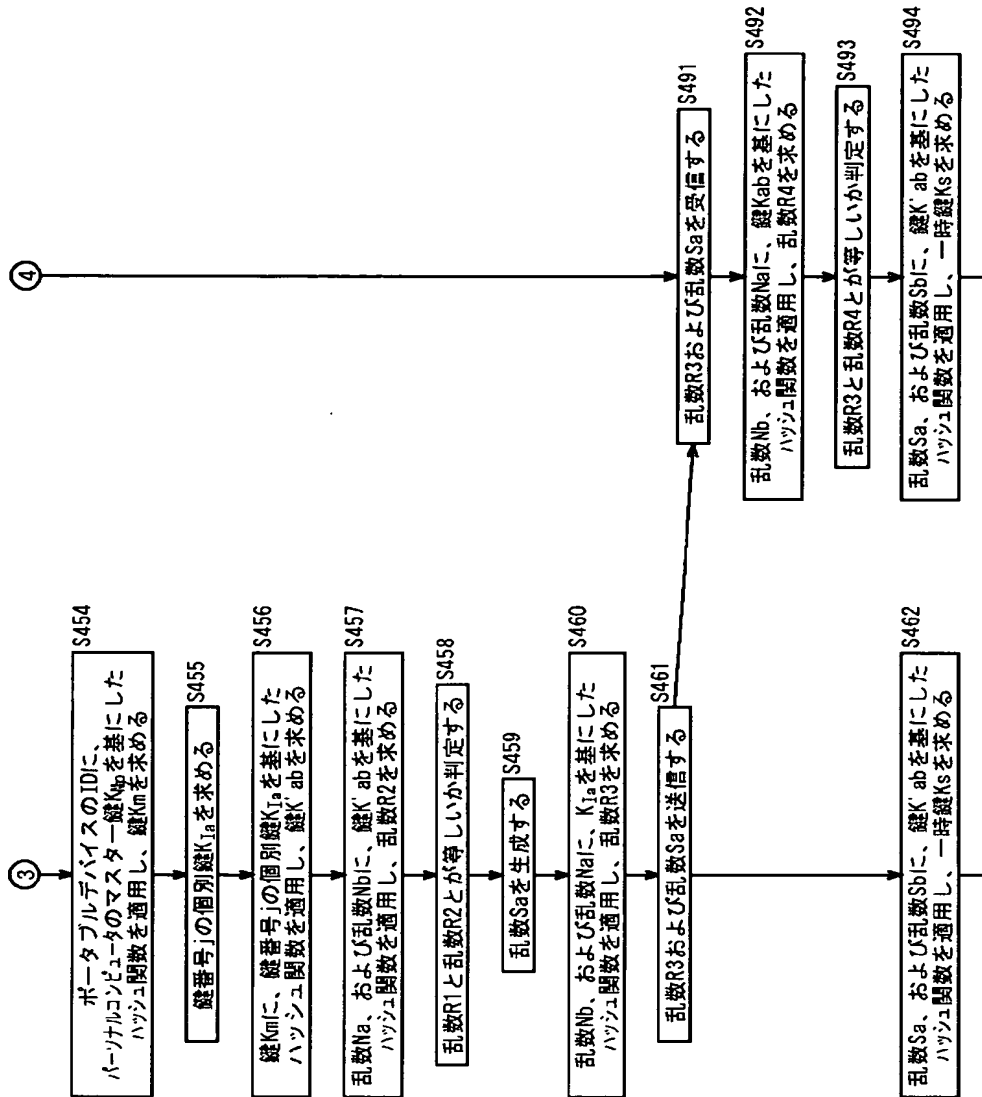 ③
ポータブルデバイスのIDに、
パーソナルコンピュータのマスター鍵KMpを基にした
ハッシュ関数を適用し、鍵Kmを求める
S454
鍵番号jの個別鍵KIaを求める
S455
鍵Kmに、鍵番号jの個別鍵KIaを基にした
ハッシュ関数を適用し、鍵K'abを求める
S456
乱数Na、および乱数Nbに、鍵K'abを基にした
ハッシュ関数を適用し、乱数R2を求める
S457
乱数R1と乱数R2とが等しいか判定する
S458
乱数Saを生成する
S459
乱数Nb、および乱数Naに、KIaを基にした
ハッシュ関数を適用し、乱数R3を求める
S460
乱数R3および乱数Saを送信する
S461
乱数Sa、および乱数Sbに、鍵K'abを基にした
ハッシュ関数を適用し、一時鍵Ksを求める
S462
④
乱数R3および乱数Saを受信する
S491
乱数Nb、および乱数Naに、鍵Kabを基にした
ハッシュ関数を適用し、乱数R4を求める
S492
乱数R3と乱数R4とが等しいか判定する
S493
乱数Sa、および乱数Sbに、鍵K'abを基にした
ハッシュ関数を適用し、一時鍵Ksを求める
S494